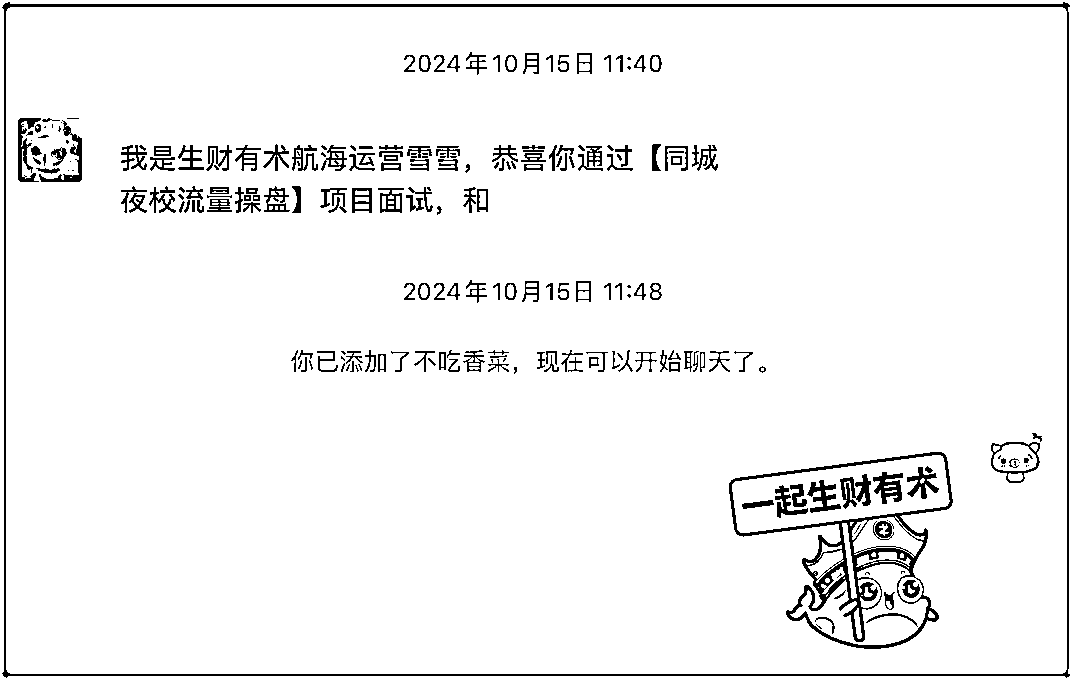 2024年10月15日 11:40
我是生财有术航海运营雪雪，恭喜你通过【同城
夜校流量操盘】项目面试，和
2024年10月15日 11:48
你已添加了不吃香菜，现在可以开始聊天了。
一起生财有术